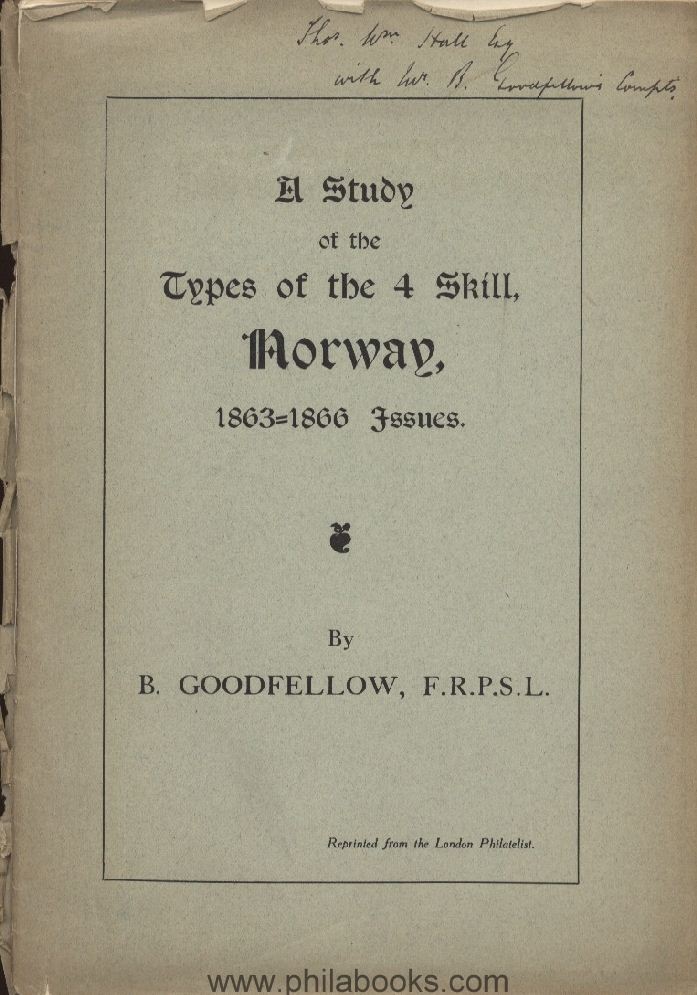 Thos. Wm Hall Esq
with Mr. B. Goodfellow's Compts.
A Study
of the
Types of the 4 Skill,
Norway,
1863=1866 Issues.
By
B. GOODFELLOW, F.R.P.S.L.
Reprinted from the London Philatelist.
www.philabooks.com